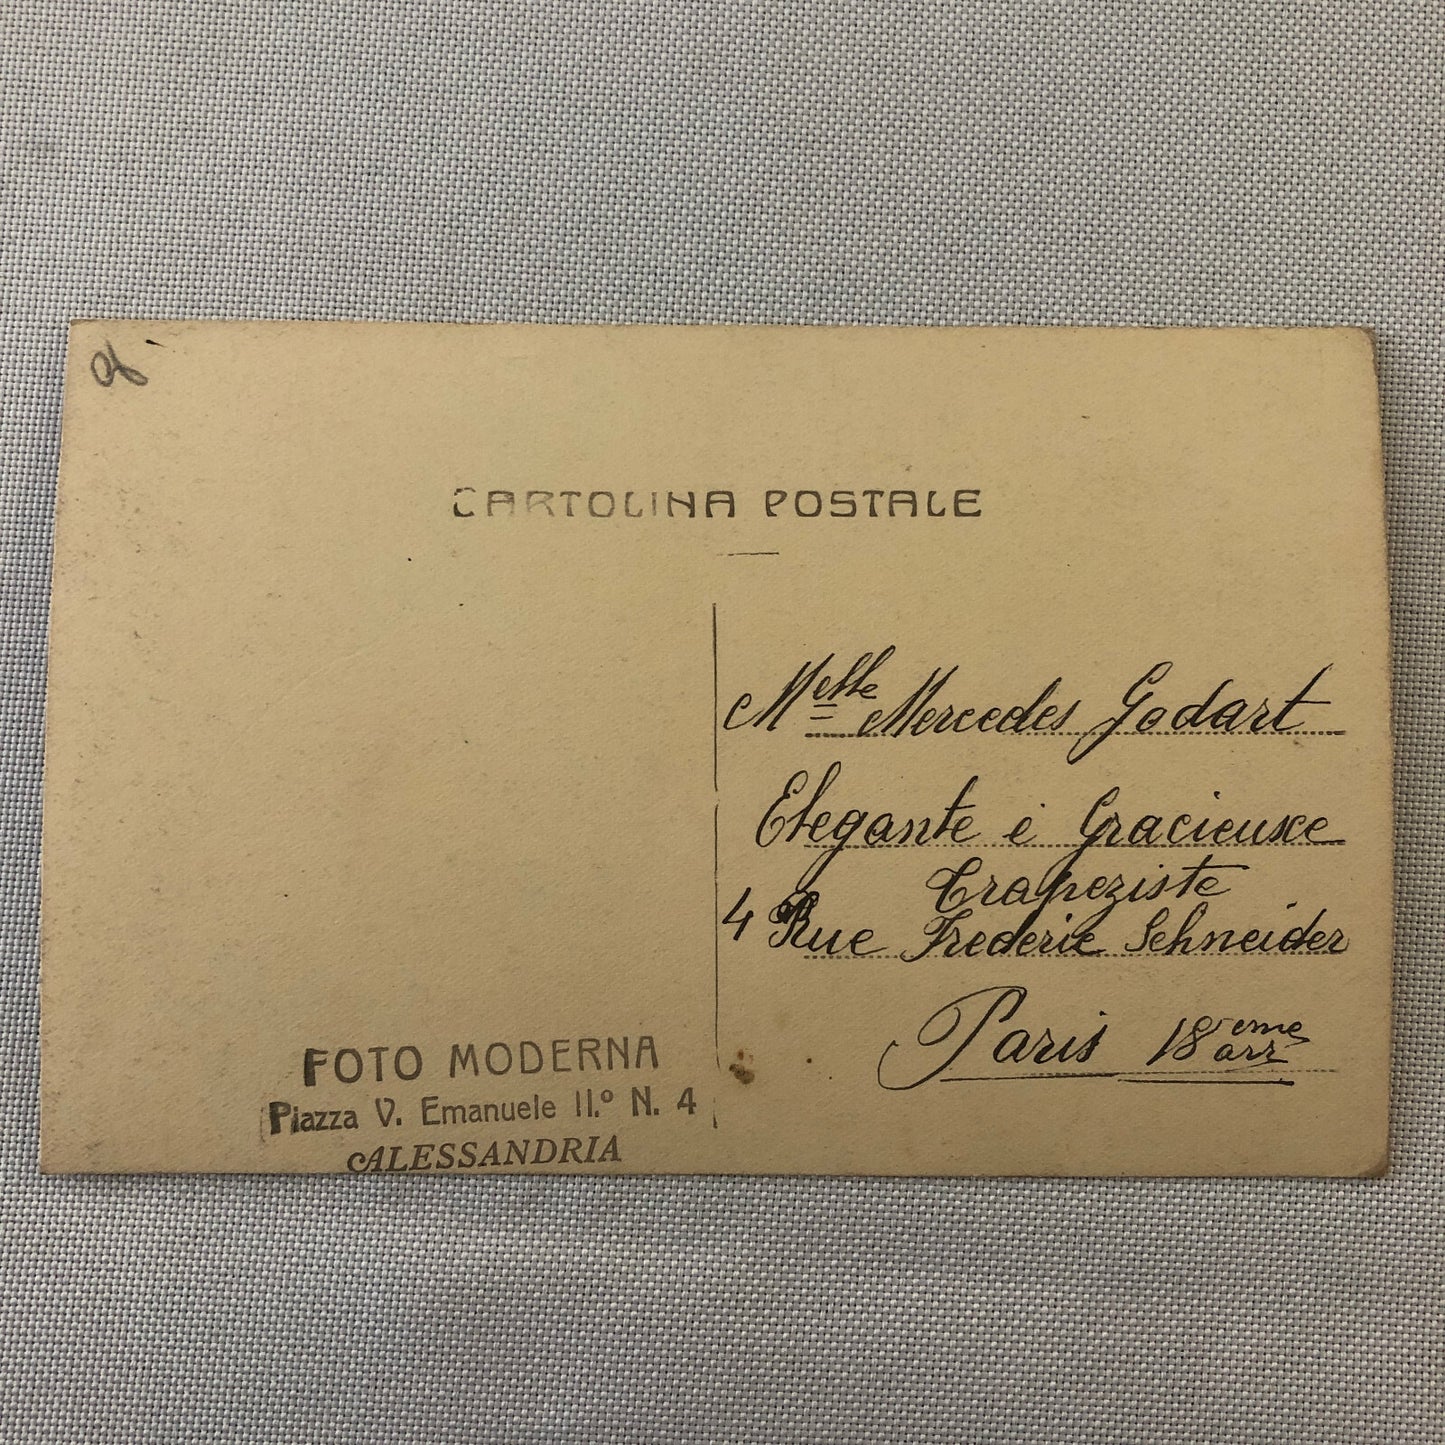 CARTOLINA POSTALE
Melle Mercedes Godart
Elegante è Gracieusce
Trapeziste
4 Rue Frederic Schneider
Paris 18eme arr
FOTO MODERNA
Piazza V. Emanuele II.º N. 4
ALESSANDRIA